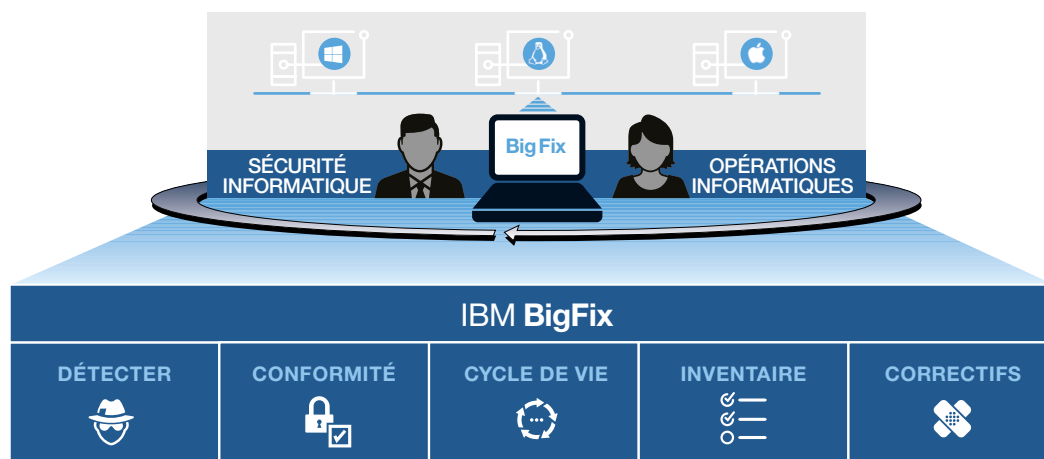 Big Fix
SÉCURITÉ
INFORMATIQUE
OPÉRATIONS
INFORMATIQUES
IBM BigFix
DÉTECTER
CONFORMITÉ
CYCLE DE VIE
INVENTAIRE
CORRECTIFS